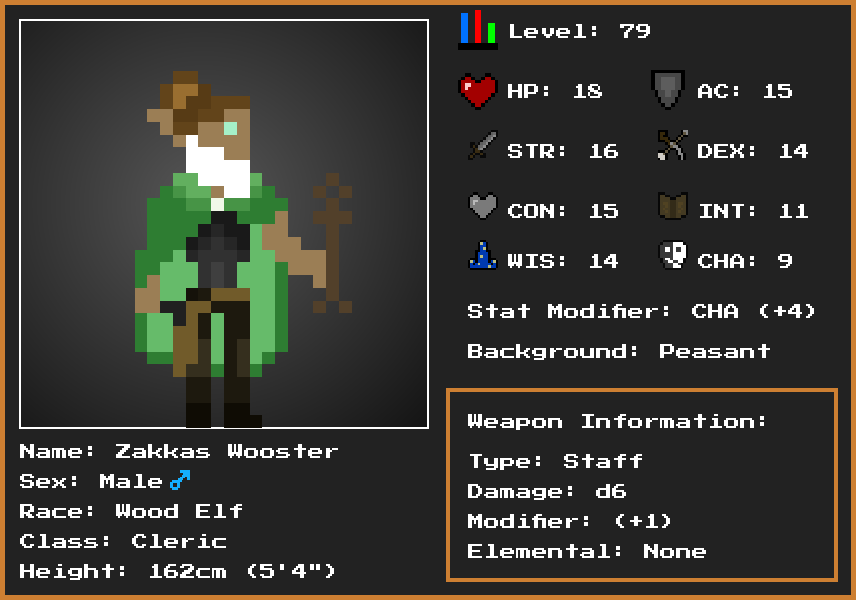 Level: 79
HP: 18
AC: 15
STR: 16
DEX: 14
CON: 15
INT: 11
WIS: 14
CHA: 9
Stat Modifier: CHA (+4)
Background: Peasant
Weapon Information:
Type: Staff
Damage: d6
Modifier: (+1)
Elemental: None
Name: Zakkas Wooster
Sex: Male♂
Race: Wood Elf
Class: Cleric
Height: 162cm (5'4")